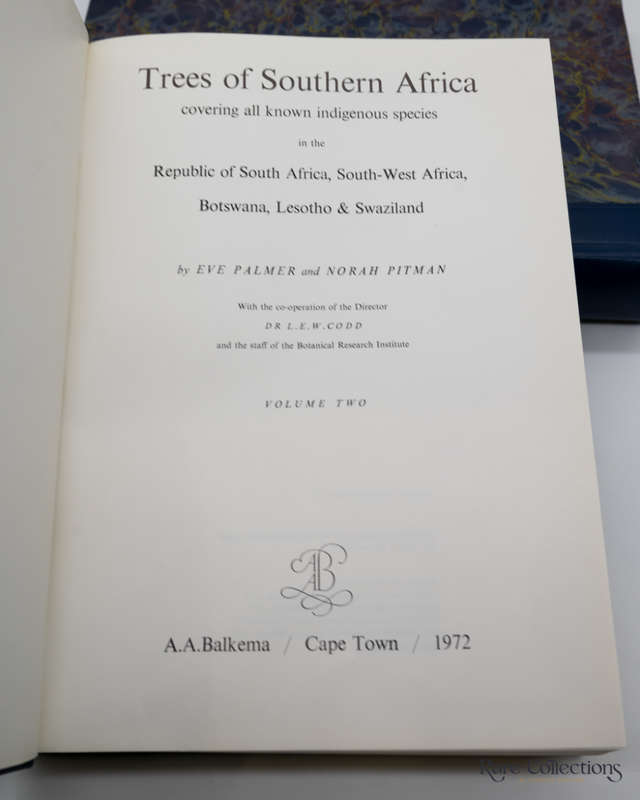 Trees of Southern Africa
covering all known indigenous species
in the
Republic of South Africa, South-West Africa,
Botswana, Lesotho & Swaziland
by EVE PALMER and NORAH PITMAN
With the co-operation of the Director
DR L.E.W.CODD
and the staff of the Botanical Research Institute
VOLUME TWO
AAB
A.A.Balkema / Cape Town / 1972
Rare Collections